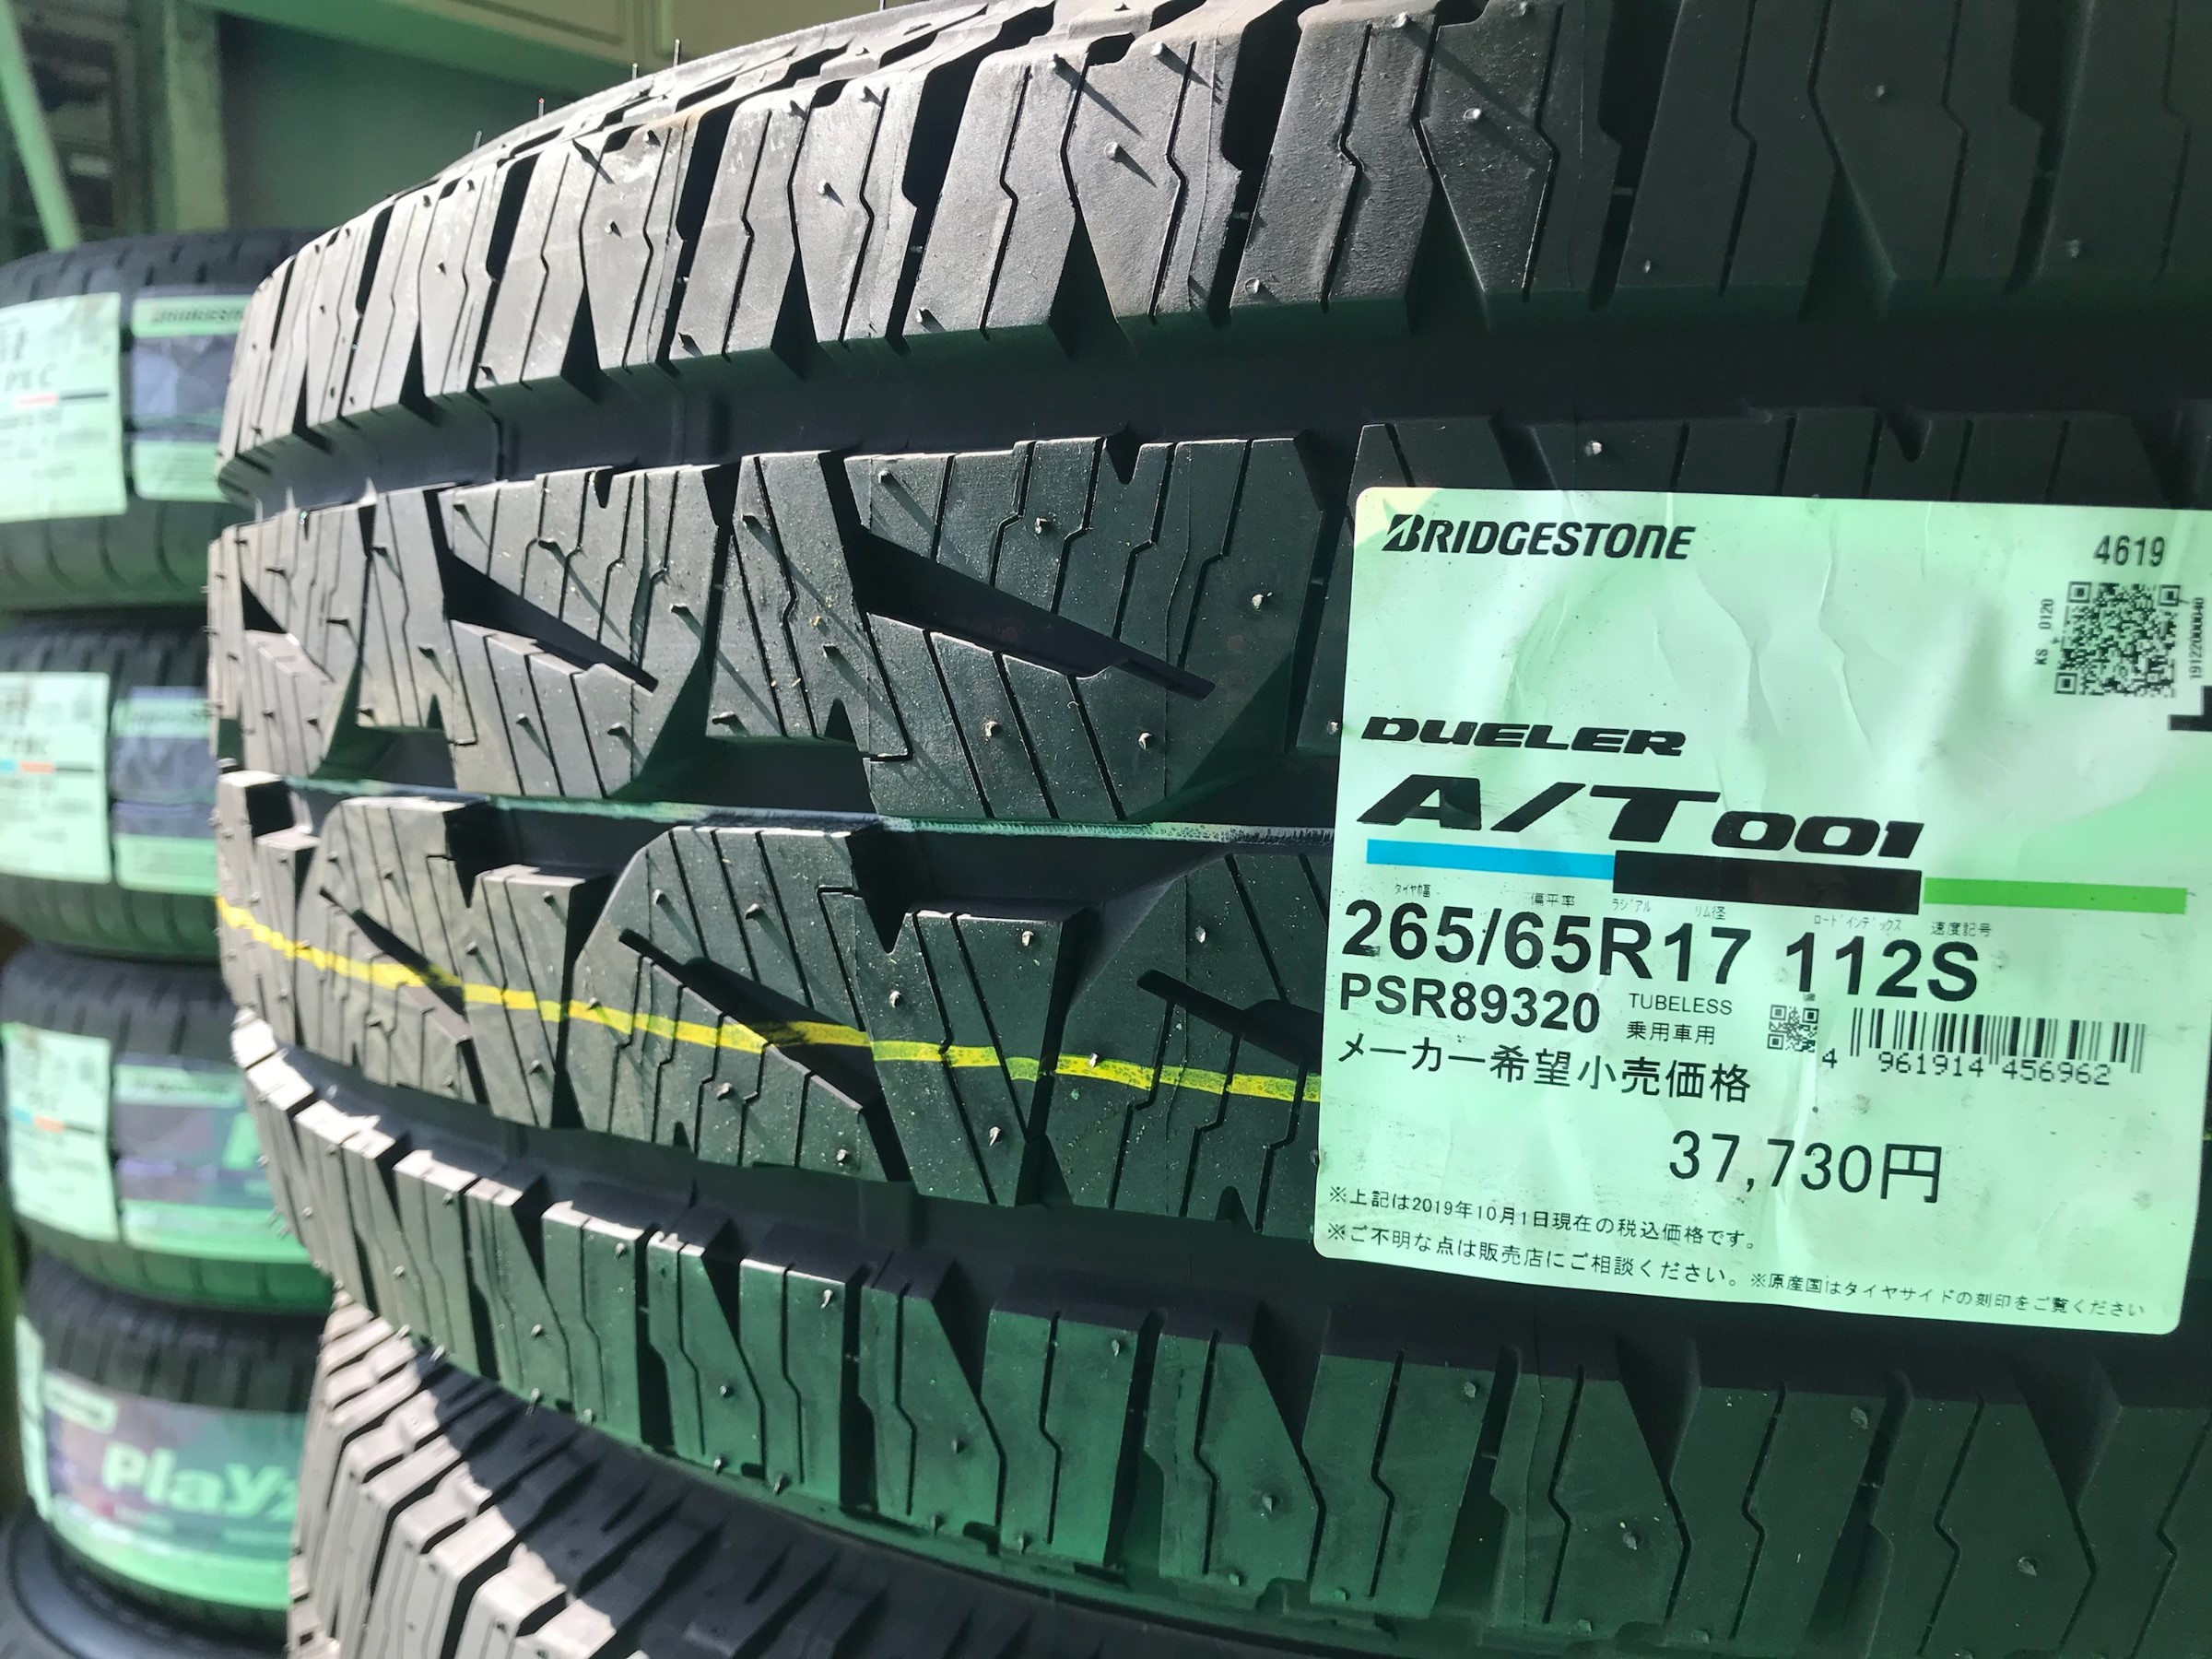 BRIDGESTONE
4619
KS 0120
DUELER
A/T001
タイヤ幅 偏平率 ラジアル リム径 ロードインデックス 速度記号
265/65R17 112S
PSR89320 TUBELESS
乗用車用
4 961914 456962
メーカー希望小売価格
37,730円
※上記は2019年10月1日現在の税込価格です。
※ご不明な点は販売店にご相談ください。※原産国はタイヤサイドの刻印をご覧ください
BRIDGESTONE
Playz